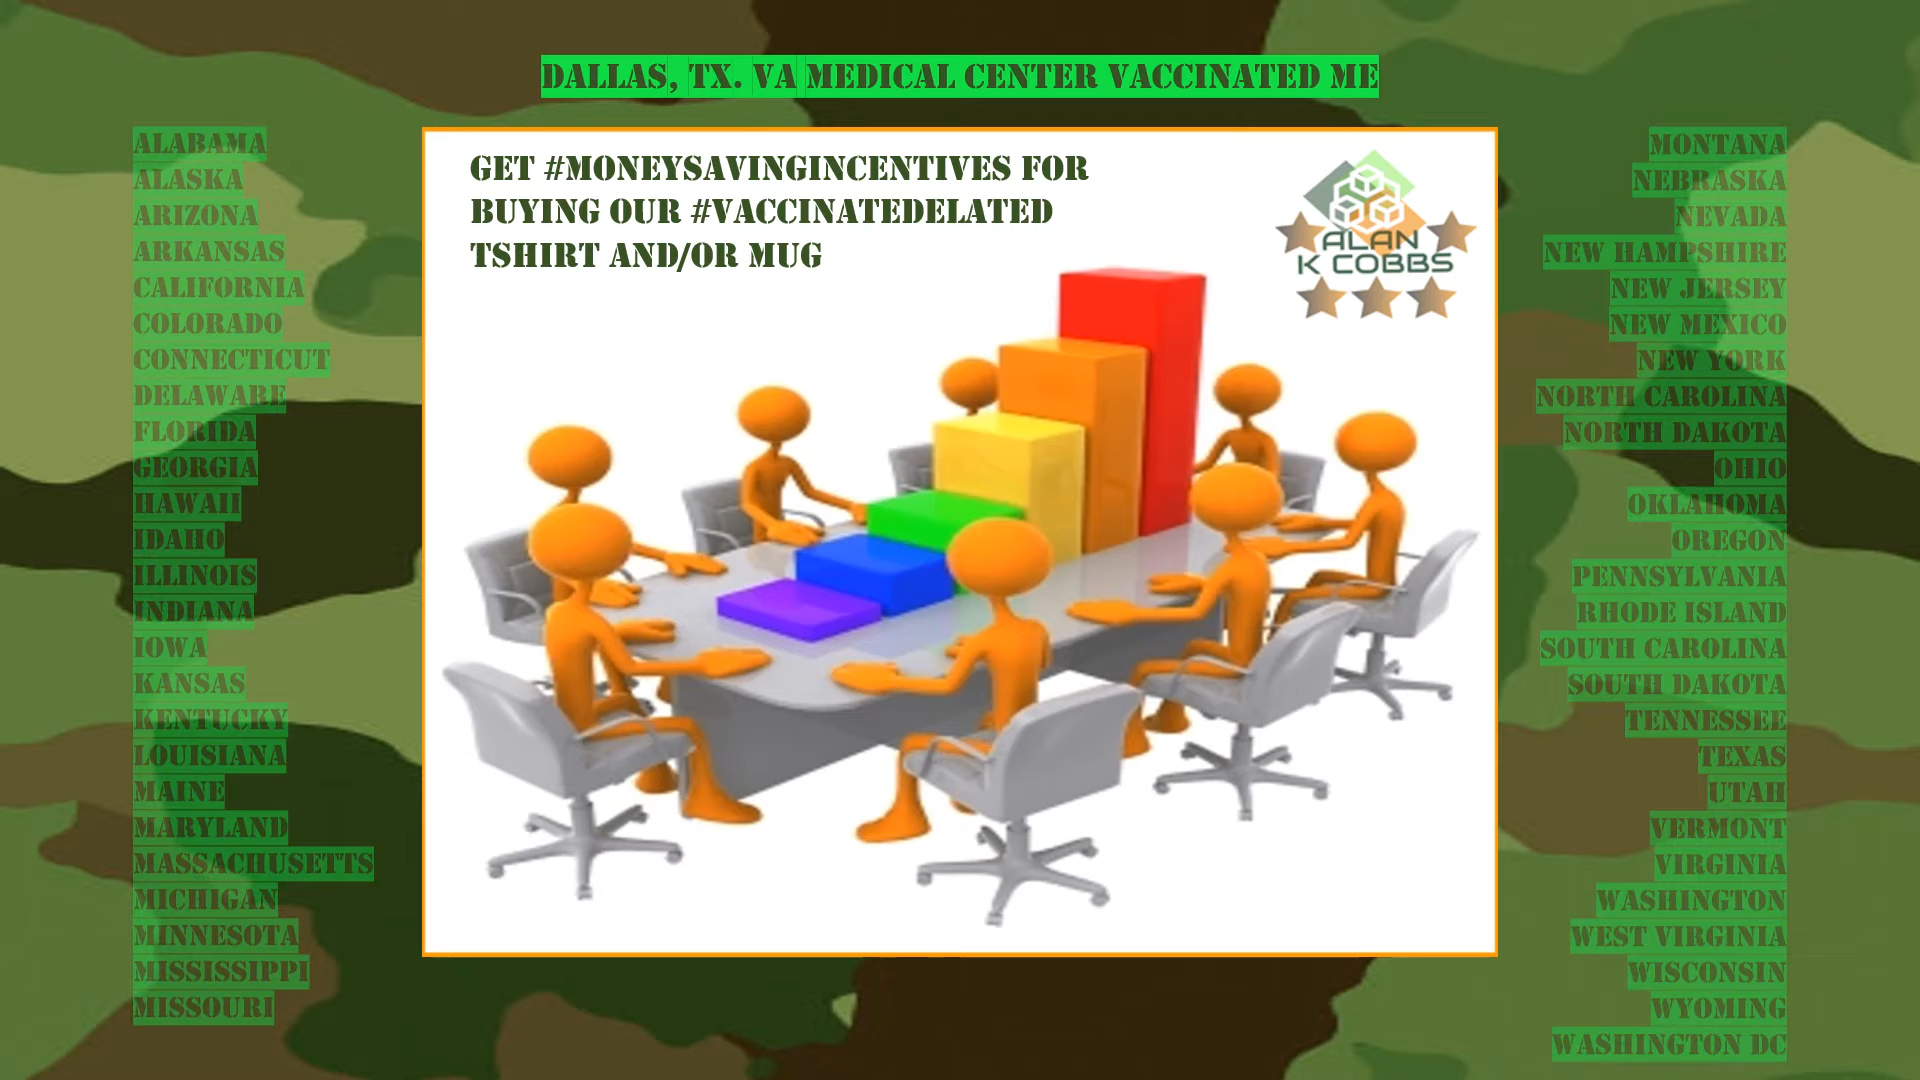 DALLAS, TX. VA MEDICAL CENTER VACCINATED ME
ALABAMA
ALASKA
ARIZONA
ARKANSAS
CALIFORNIA
COLORADO
CONNECTICUT
DELAWARE
FLORIDA
GEORGIA
HAWAII
IDAHO
ILLINOIS
INDIANA
IOWA
KANSAS
KENTUCKY
LOUISIANA
MAINE
MARYLAND
MASSACHUSETTS
MICHIGAN
MINNESOTA
MISSISSIPPI
MISSOURI
GET #MONEYSAVINGINCENTIVES FOR
BUYING OUR #VACCINATEDELATED
TSHIRT AND/OR MUG
ALAN
K COBBS
MONTANA
NEBRASKA
NEVADA
NEW HAMPSHIRE
NEW JERSEY
NEW MEXICO
NEW YORK
NORTH CAROLINA
NORTH DAKOTA
OHIO
OKLAHOMA
OREGON
PENNSYLVANIA
RHODE ISLAND
SOUTH CAROLINA
SOUTH DAKOTA
TENNESSEE
TEXAS
UTAH
VERMONT
VIRGINIA
WASHINGTON
WEST VIRGINIA
WISCONSIN
WYOMING
WASHINGTON DC